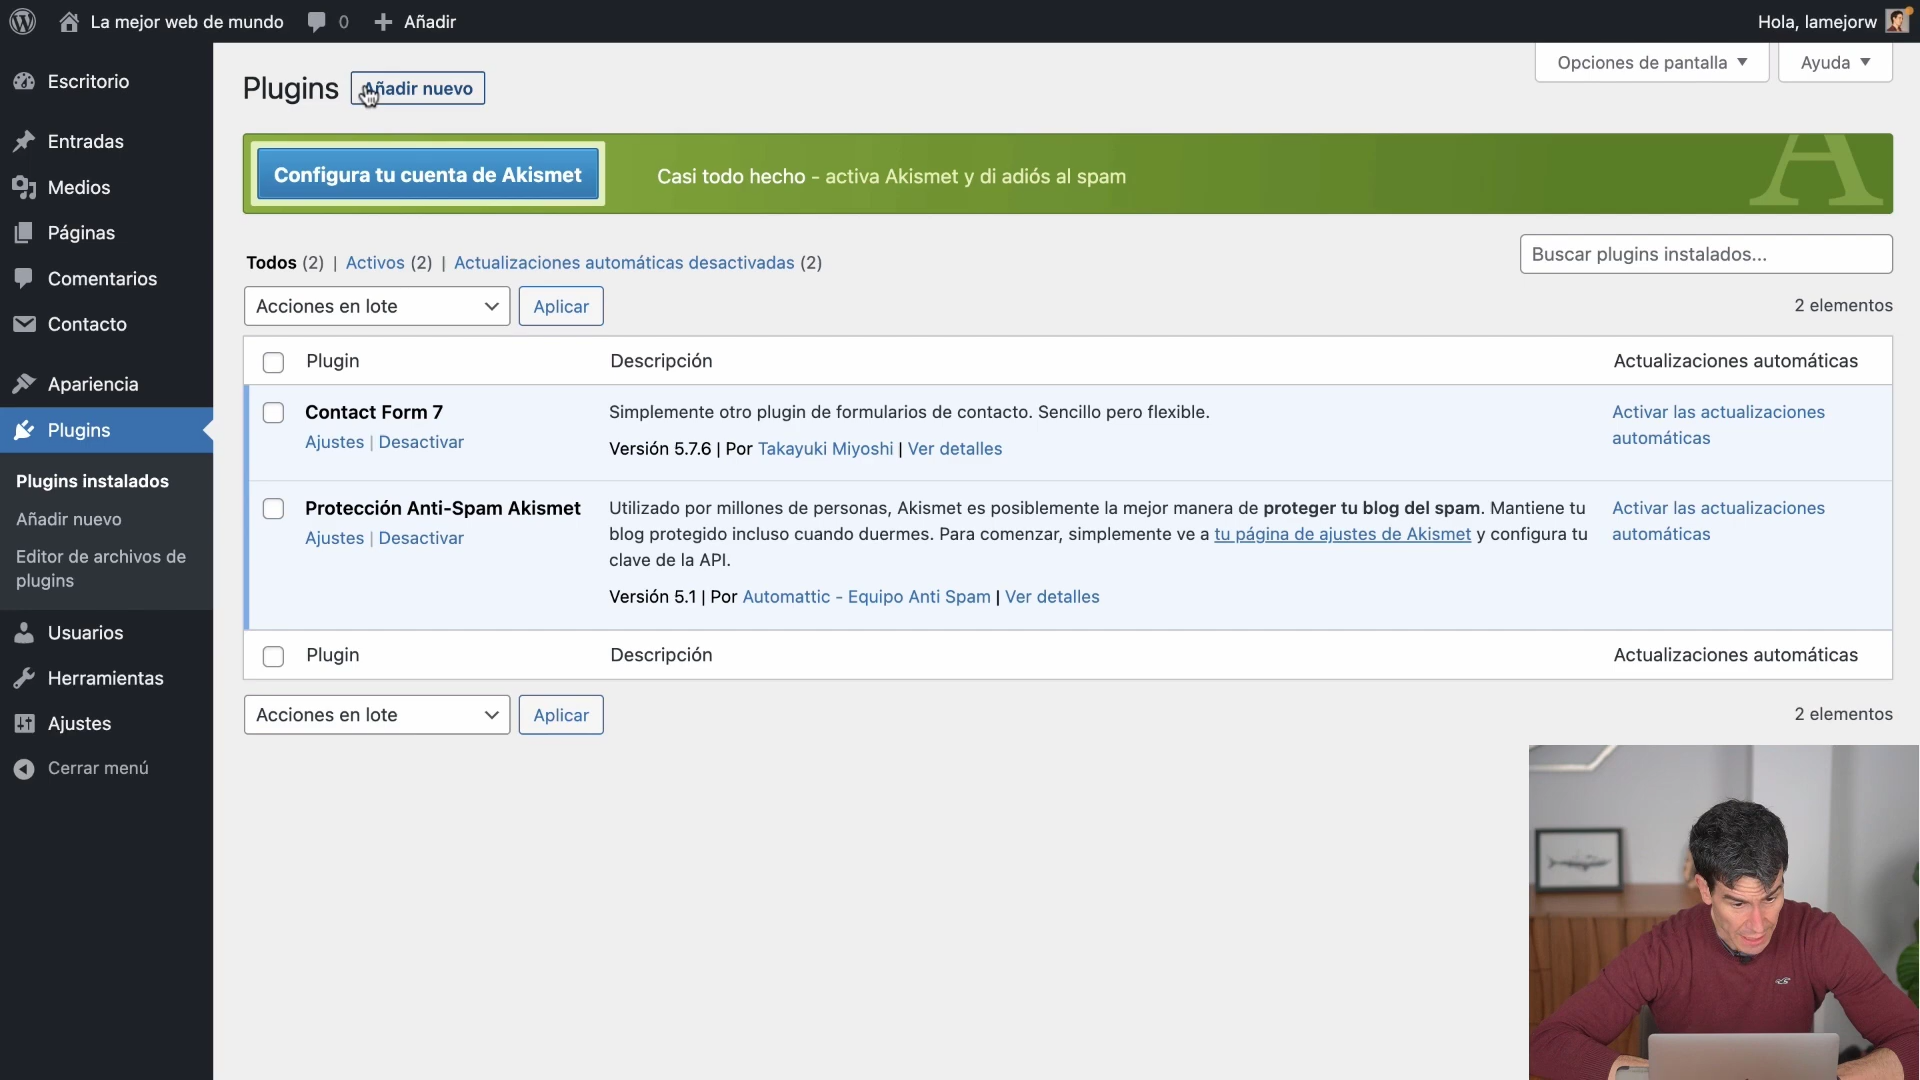 La mejor web de mundo
0
Añadir
Hola, lamejorw
Escritorio
Entradas
Medios
Páginas
Comentarios
Contacto
Apariencia
Plugins
Plugins instalados
Añadir nuevo
Editor de archivos de
plugins
Usuarios
Herramientas
Ajustes
Cerrar menú
Opciones de pantalla
Ayuda
Plugins
Añadir nuevo
Configura tu cuenta de Akismet
Casi todo hecho - activa Akismet y di adiós al spam
A
Todos (2) | Activos (2) | Actualizaciones automáticas desactivadas (2)
Buscar plugins instalados...
Acciones en lote
Aplicar
2 elementos
Plugin
Descripción
Actualizaciones automáticas
Contact Form 7
Ajustes | Desactivar
Simplemente otro plugin de formularios de contacto. Sencillo pero flexible.
Versión 5.7.6 | Por Takayuki Miyoshi | Ver detalles
Activar las actualizaciones
automáticas
Protección Anti-Spam Akismet
Ajustes | Desactivar
Utilizado por millones de personas, Akismet es posiblemente la mejor manera de proteger tu blog del spam. Mantiene tu
blog protegido incluso cuando duermes. Para comenzar, simplemente ve a tu página de ajustes de Akismet y configura tu
clave de la API.
Versión 5.1 | Por Automattic - Equipo Anti Spam | Ver detalles
Activar las actualizaciones
automáticas
Plugin
Descripción
Actualizaciones automáticas
Acciones en lote
Aplicar
2 elementos